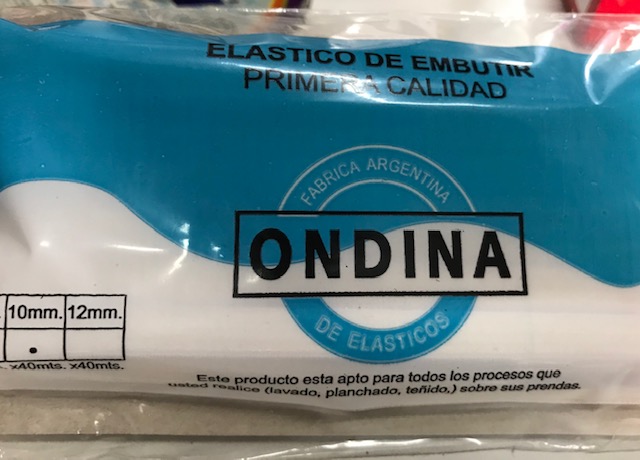 ELASTICO DE EMBUTIR
PRIMERA CALIDAD
FABRICA ARGENTINA
ONDINA
DE ELASTICOS
10mm. 12mm.
x40mts. x40mts.
Este producto esta apto para todos los procesos que
usted realice (lavado, planchado, teñido,) sobre sus prendas.